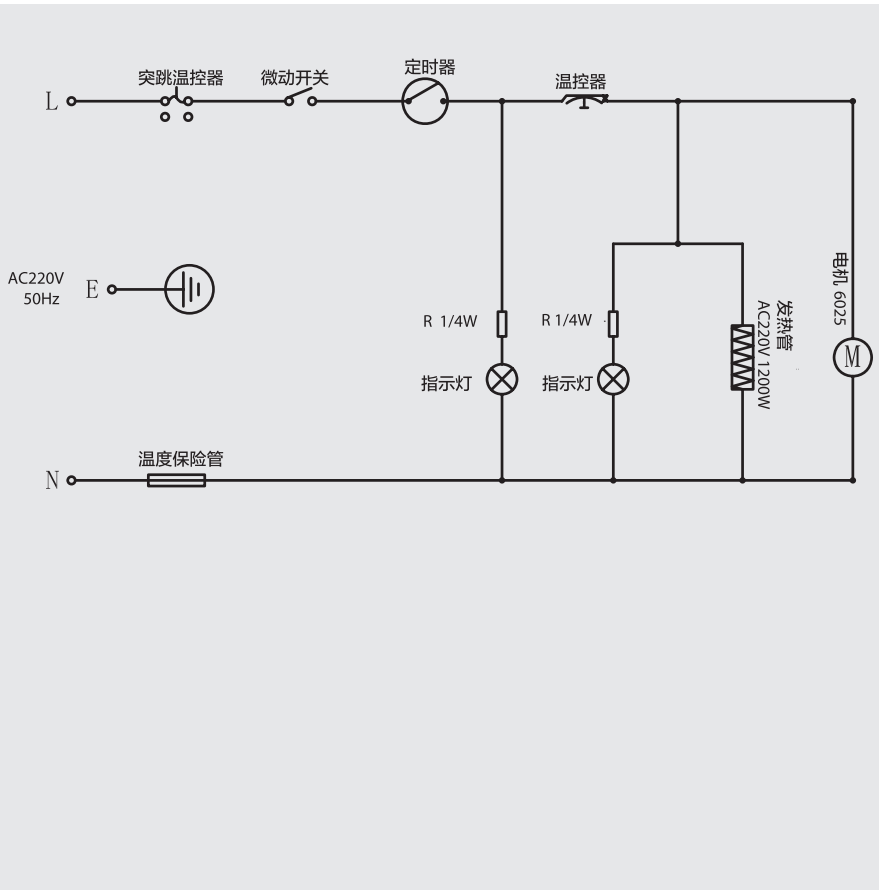 突跳温控器
微动开关
定时器
温控器
L
AC220V
50Hz
E
电机 6025
R 1/4W
R 1/4W
发热管
AC220V 1200W
M
指示灯
指示灯
温度保险管
N